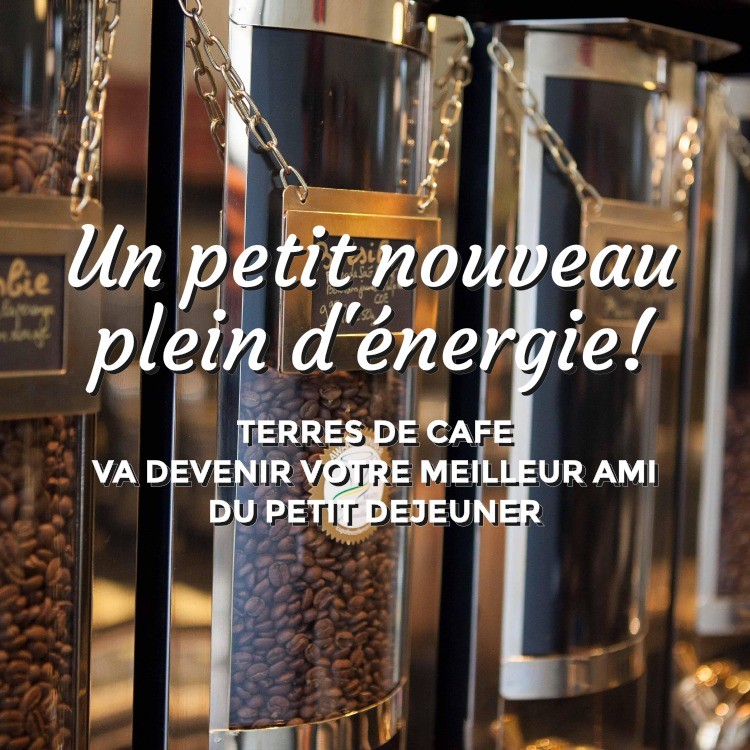 Un petit nouveau
plein d'énergie!
TERRES DE CAFE
VA DEVENIR VOTRE MEILLEUR AMI
DU PETIT DEJEUNER